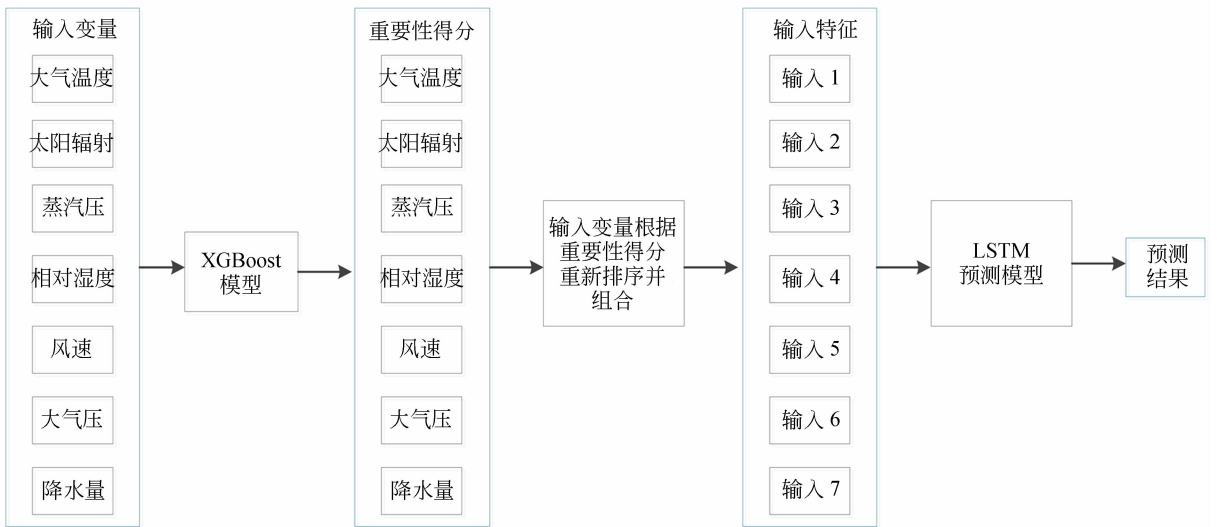 输入变量
大气温度
太阳辐射
蒸汽压
相对湿度
风速
大气压
降水量
XGBoost
模型
重要性得分
大气温度
太阳辐射
蒸汽压
相对湿度
风速
大气压
降水量
输入变量根据
重要性得分
重新排序并
组合
输入特征
输入 1
输入 2
输入 3
输入 4
输入 5
输入 6
输入 7
LSTM
预测模型
预测
结果